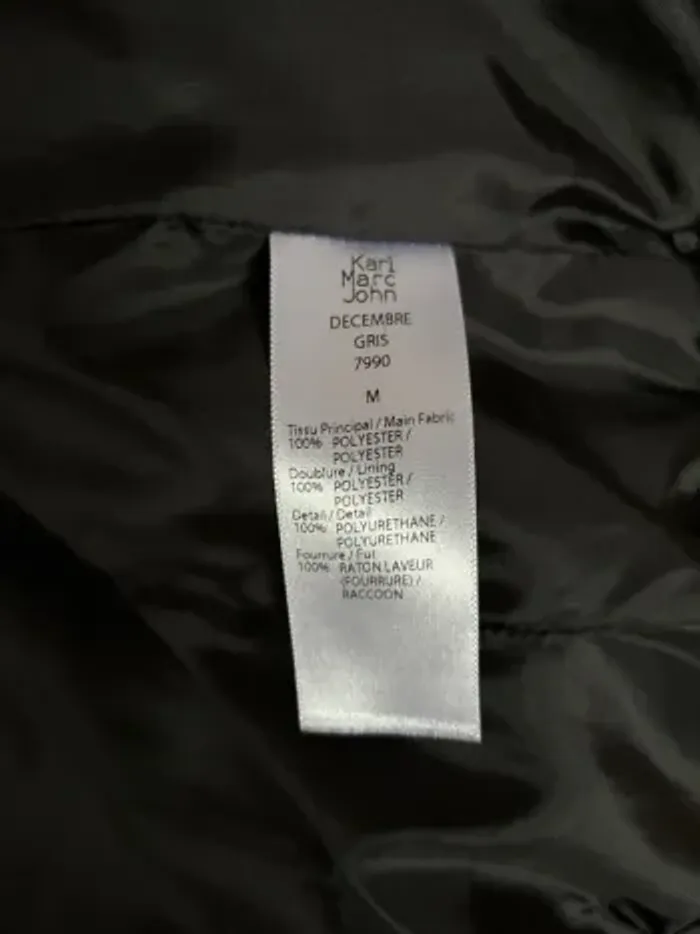 Karl
Marc
John
DECEMBRE
GRIS
7990
M
Tissu Principal / Main Fabric
100% POLYESTER /
POLYESTER
Doublure / Lining
100% POLYESTER /
POLYESTER
Detail / Detail
100% POLYURETHANE /
POLYURETHANE
Fourrure / Fur
100% RATON LAVEUR
(FOURRURE) /
RACCOON